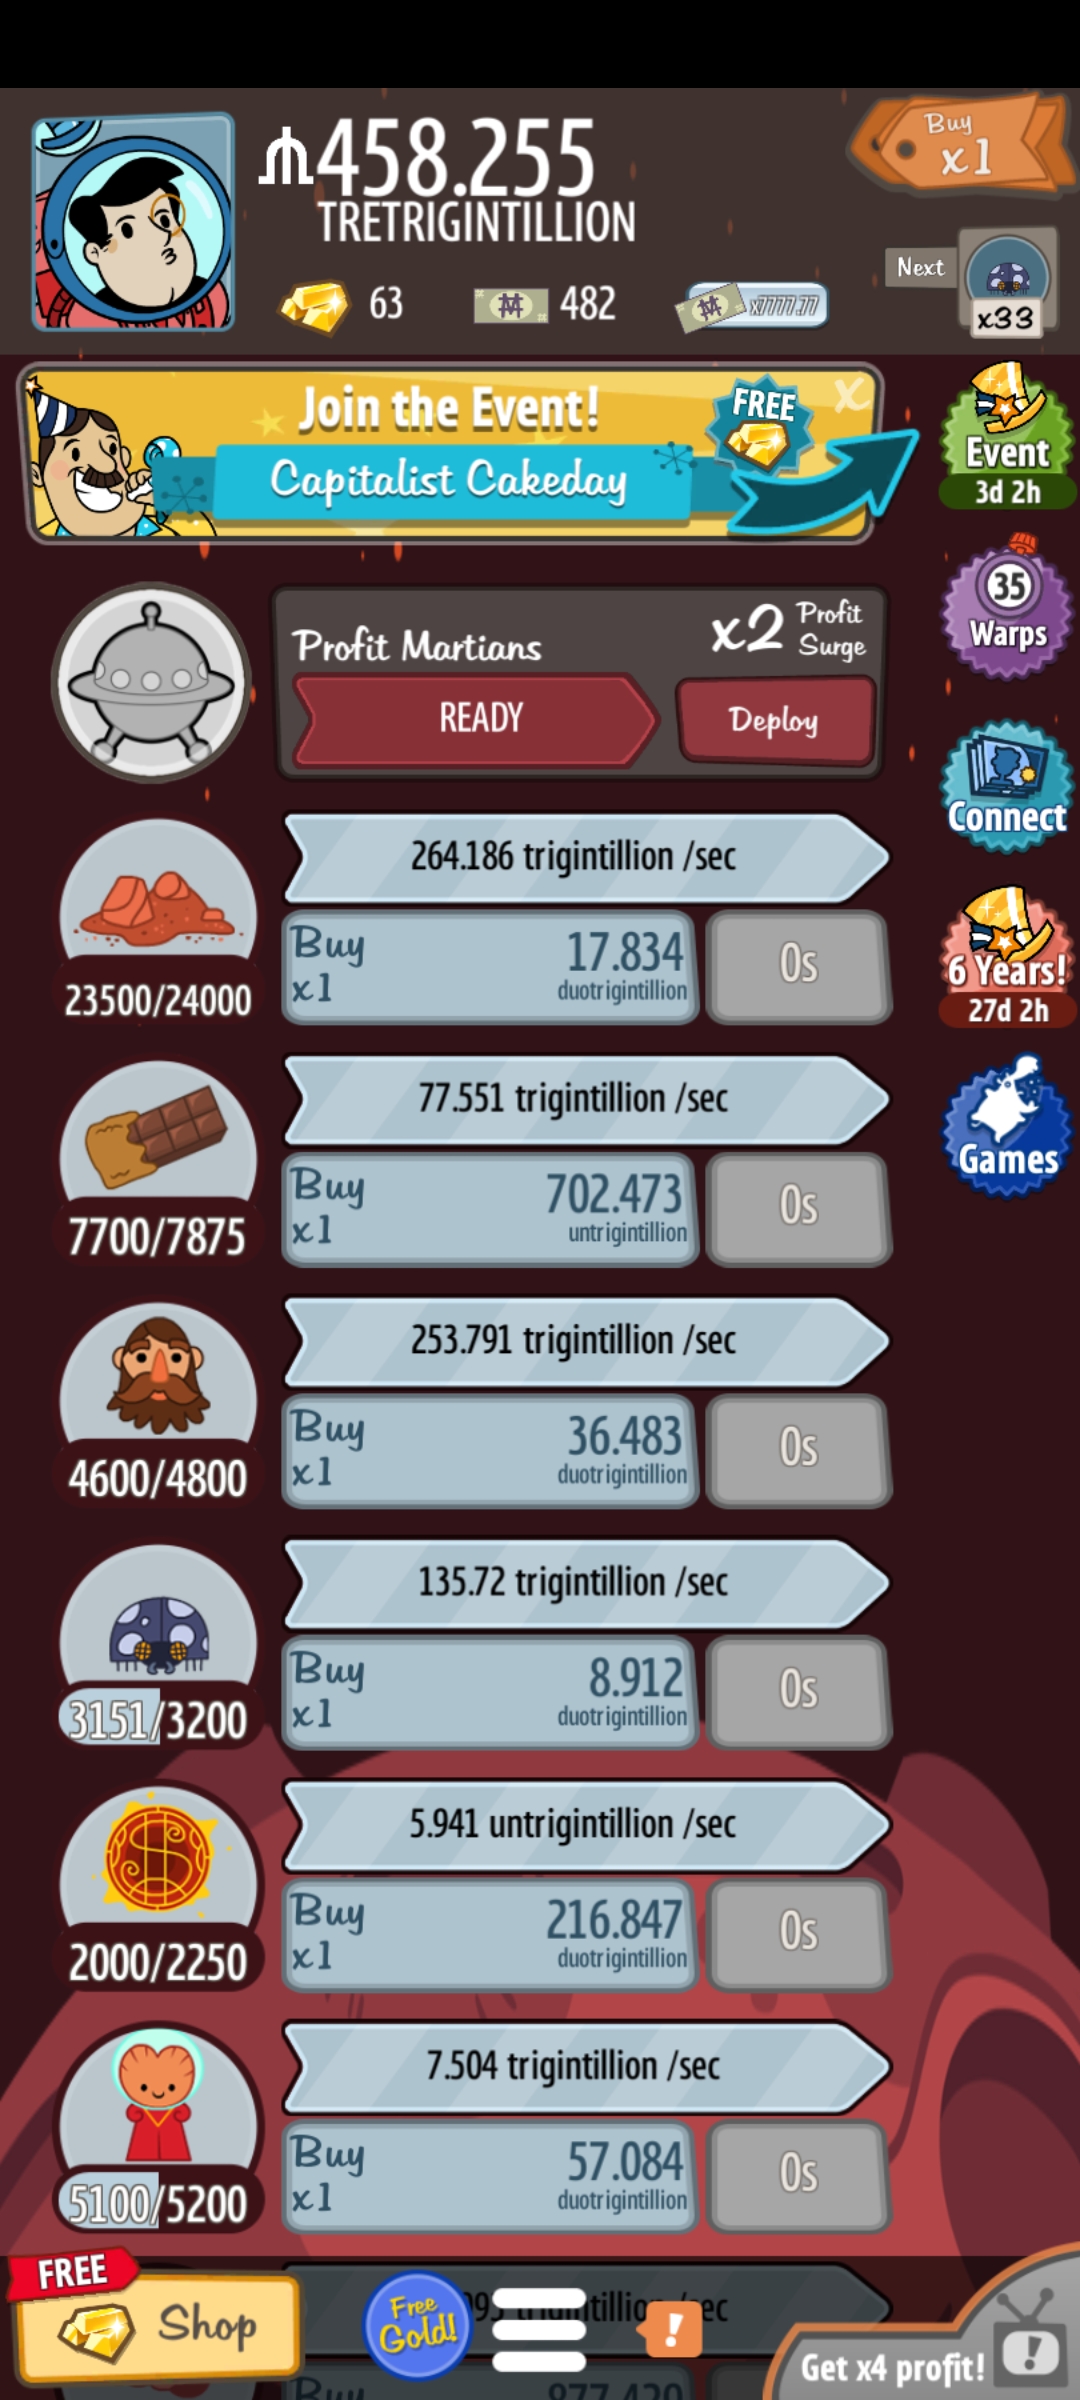 458.255
TRETRIGINTILLION
Buy
x1
63
482
x7777.77
Next
x33
Join the Event!
Capitalist Cakeday
FREE
x
Event
3d 2h
35
Warps
Connect
6 Years!
27d 2h
Games
Profit Martians
x2 Profit Surge
READY
Deploy
264.186 trigintillion /sec
Buy x1
17.834
duotrigintillion
0s
23500/24000
77.551 trigintillion /sec
Buy x1
702.473
untrigintillion
0s
7700/7875
253.791 trigintillion /sec
Buy x1
36.483
duotrigintillion
0s
4600/4800
135.72 trigintillion /sec
Buy x1
8.912
duotrigintillion
0s
3151/3200
5.941 untrigintillion /sec
Buy x1
216.847
duotrigintillion
0s
2000/2250
7.504 trigintillion /sec
Buy x1
57.084
duotrigintillion
0s
5100/5200
FREE
Shop
Free
Gold!
!
Get x4 profit!
!
Buy
877.429